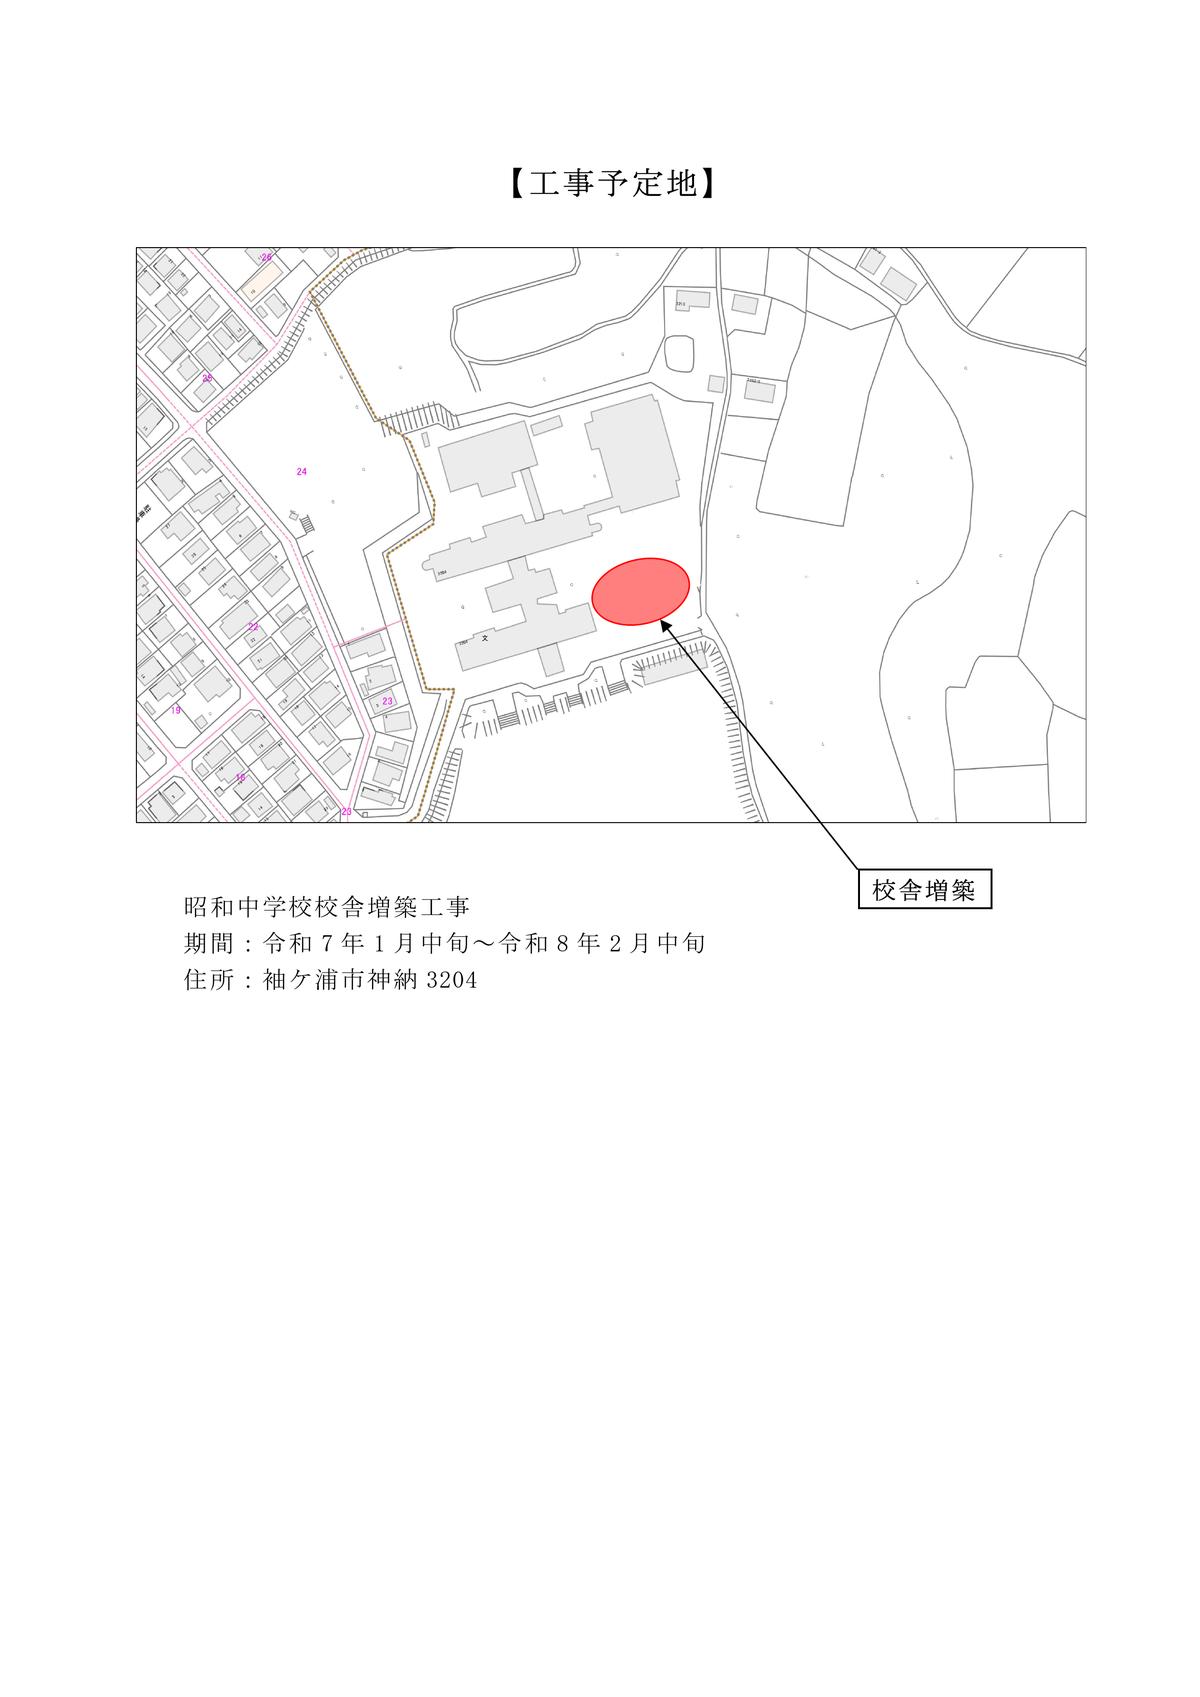 【工事予定地】
26
25
24
22
23
19
16
23
文
校舎増築
昭和中学校校舎増築工事
期間：令和７年１月中旬～令和８年２月中旬
住所：袖ケ浦市神納 3204